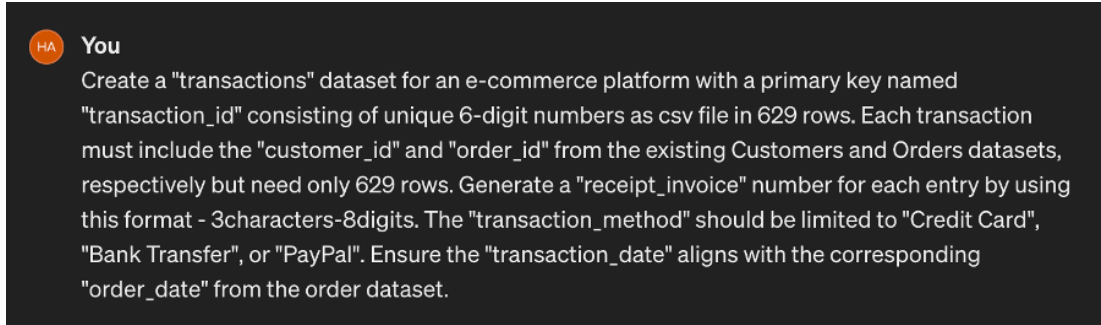 HA You
Create a "transactions" dataset for an e-commerce platform with a primary key named
"transaction_id" consisting of unique 6-digit numbers as csv file in 629 rows. Each transaction
must include the "customer_id" and "order_id" from the existing Customers and Orders datasets,
respectively but need only 629 rows. Generate a "receipt_invoice" number for each entry by using
this format - 3characters-8digits. The "transaction_method" should be limited to "Credit Card",
"Bank Transfer", or "PayPal". Ensure the "transaction_date" aligns with the corresponding
"order_date" from the order dataset.